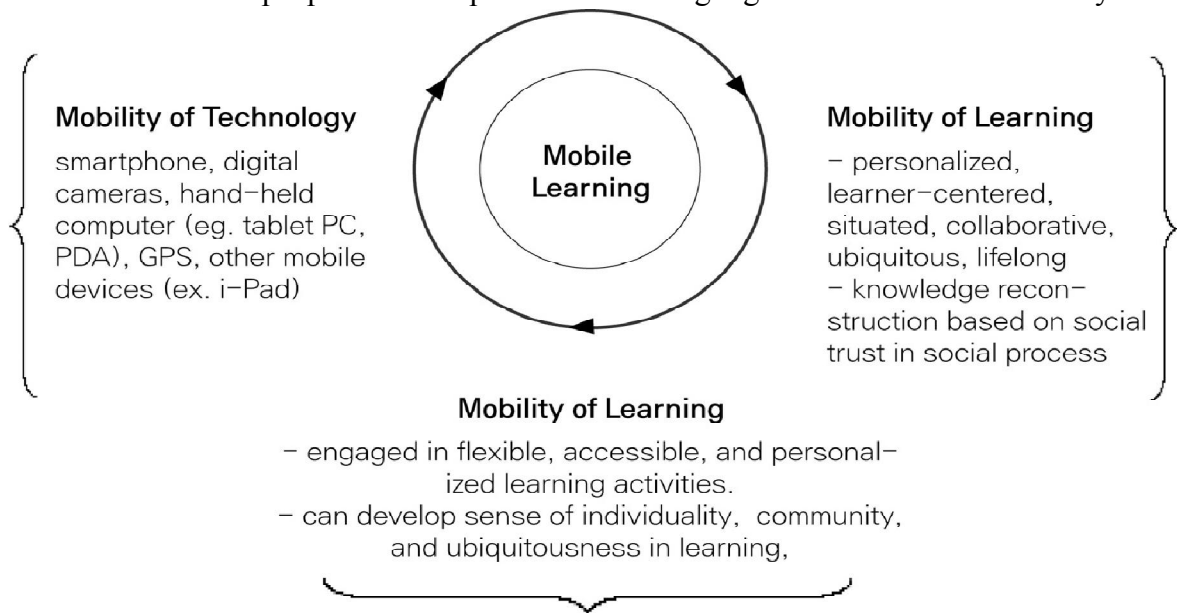 Mobility of Technology
smartphone, digital
cameras, hand-held
computer (eg. tablet PC,
PDA), GPS, other mobile
devices (ex. i-Pad)
Mobile
Learning
Mobility of Learning
- personalized,
learner-centered,
situated, collaborative,
ubiquitous, lifelong
- knowledge recon-
struction based on social
trust in social process
Mobility of Learning
- engaged in flexible, accessible, and personal-
ized learning activities.
- can develop sense of individuality, community,
and ubiquitousness in learning,